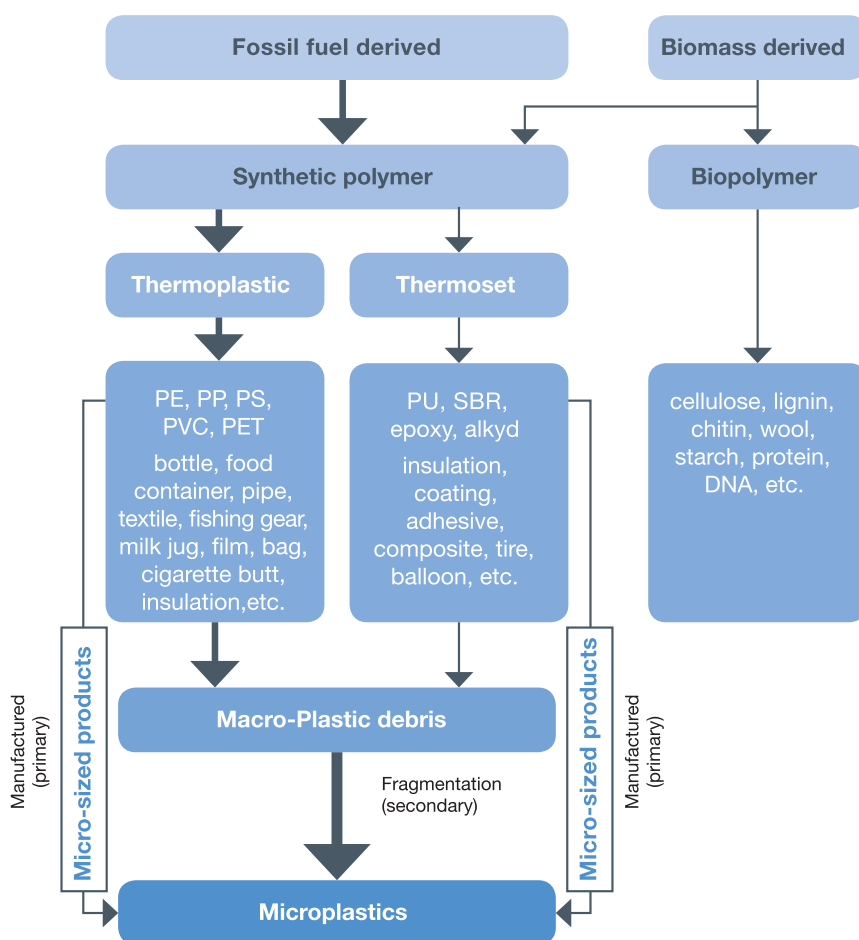 Fossil fuel derived
Biomass derived
Synthetic polymer
Biopolymer
Thermoplastic
Thermoset
PE, PP, PS,
PVC, PET
bottle, food
container, pipe,
textile, fishing gear,
milk jug, film, bag,
cigarette butt,
insulation,etc.
PU, SBR,
epoxy, alkyd
insulation,
coating,
adhesive,
composite, tire,
balloon, etc.
cellulose, lignin,
chitin, wool,
starch, protein,
DNA, etc.
Manufactured
(primary)
Micro-sized products
Macro-Plastic debris
Fragmentation
(secondary)
Micro-sized products
Manufactured
(primary)
Microplastics